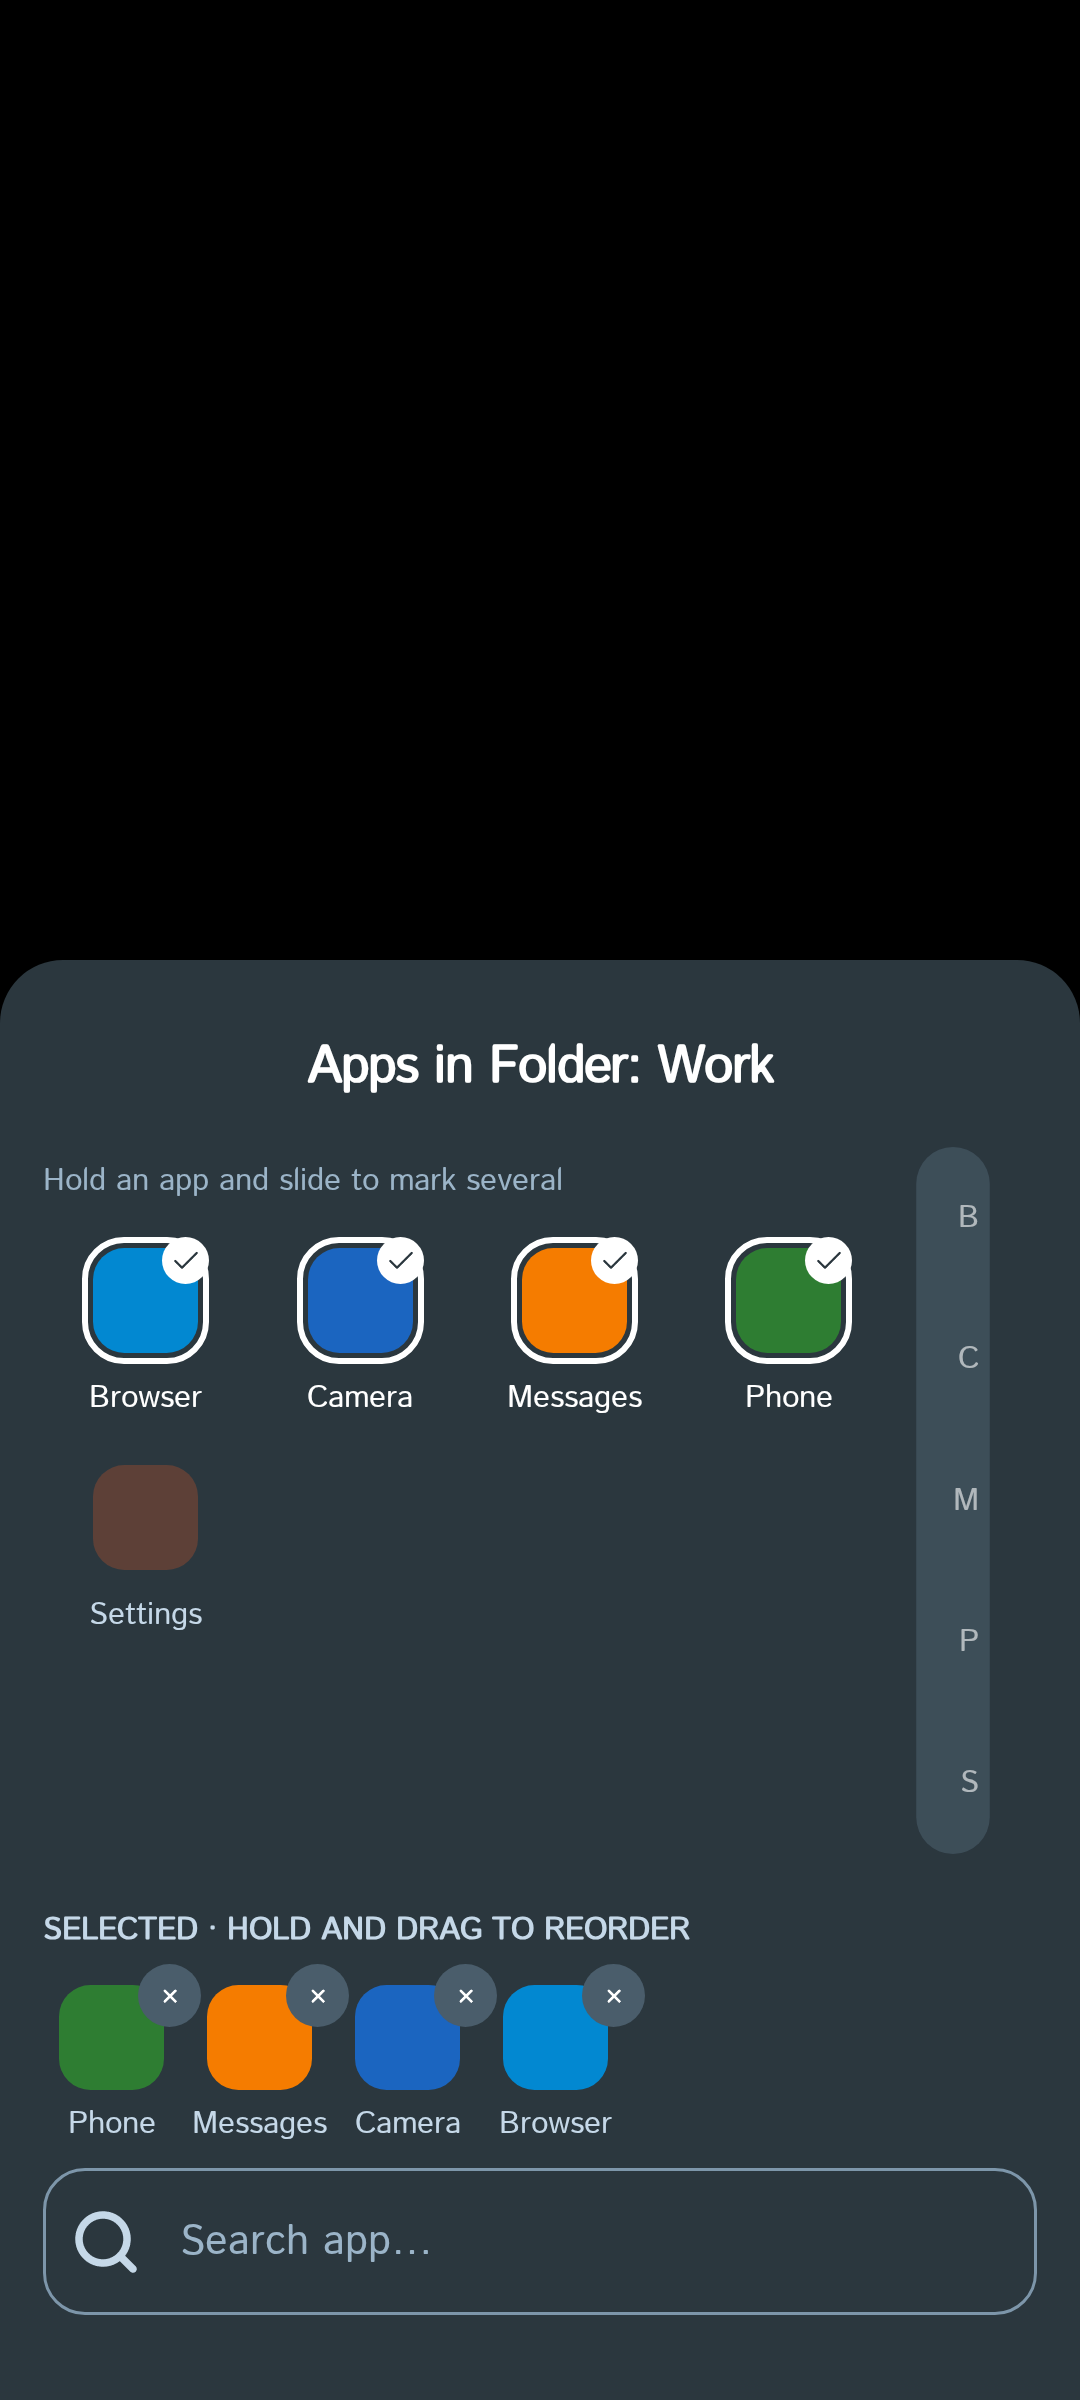 Apps in Folder: Work
Hold an app and slide to mark several
Browser Camera Messages Phone
Settings
B
C
M
P
S
SELECTED · HOLD AND DRAG TO REORDER
Phone Messages Camera Browser
Search app...